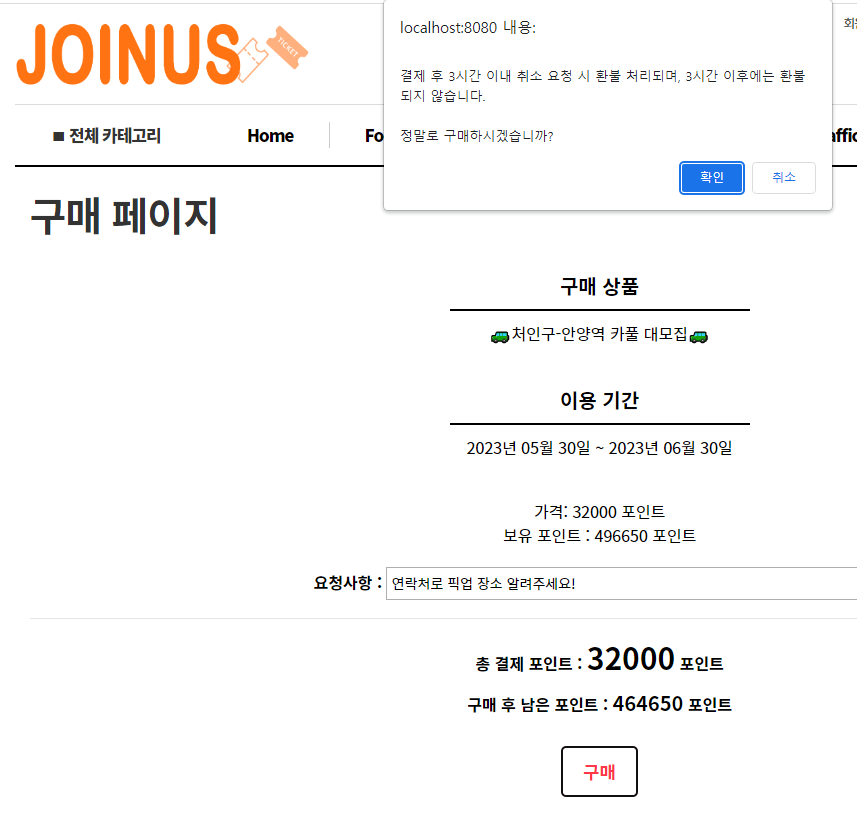 localhost:8080 내용:
결제 후 3시간 이내 취소 요청 시 환불 처리되며, 3시간 이후에는 환불
되지 않습니다.
정말로 구매하시겠습니까?
확인 취소
JOINUS
TICKET
■ 전체 카테고리 Home
구매 페이지
구매 상품
처인구-안양역 카풀 대모집
이용 기간
2023년 05월 30일 ~ 2023년 06월 30일
가격: 32000 포인트
보유 포인트 : 496650 포인트
요청사항 : 연락처로 픽업 장소 알려주세요!
총 결제 포인트 : 32000 포인트
구매 후 남은 포인트 : 464650 포인트
구매